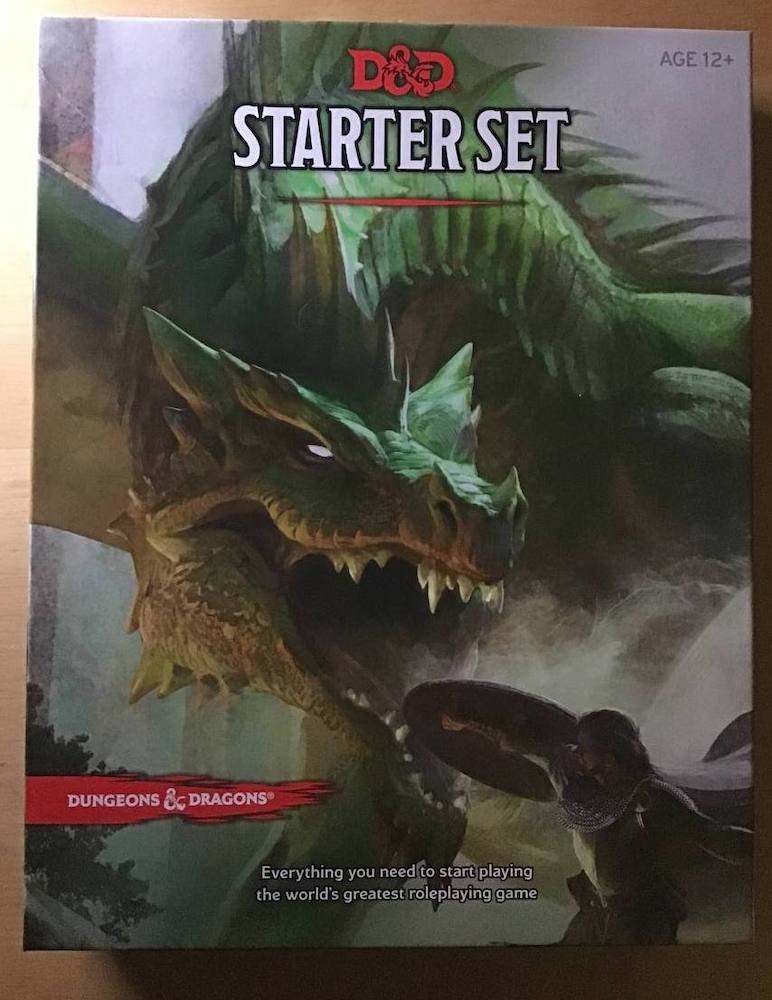 D&D
STARTER SET
AGE 12+
DUNGEONS & DRAGONS®
Everything you need to start playing
the world's greatest roleplaying game